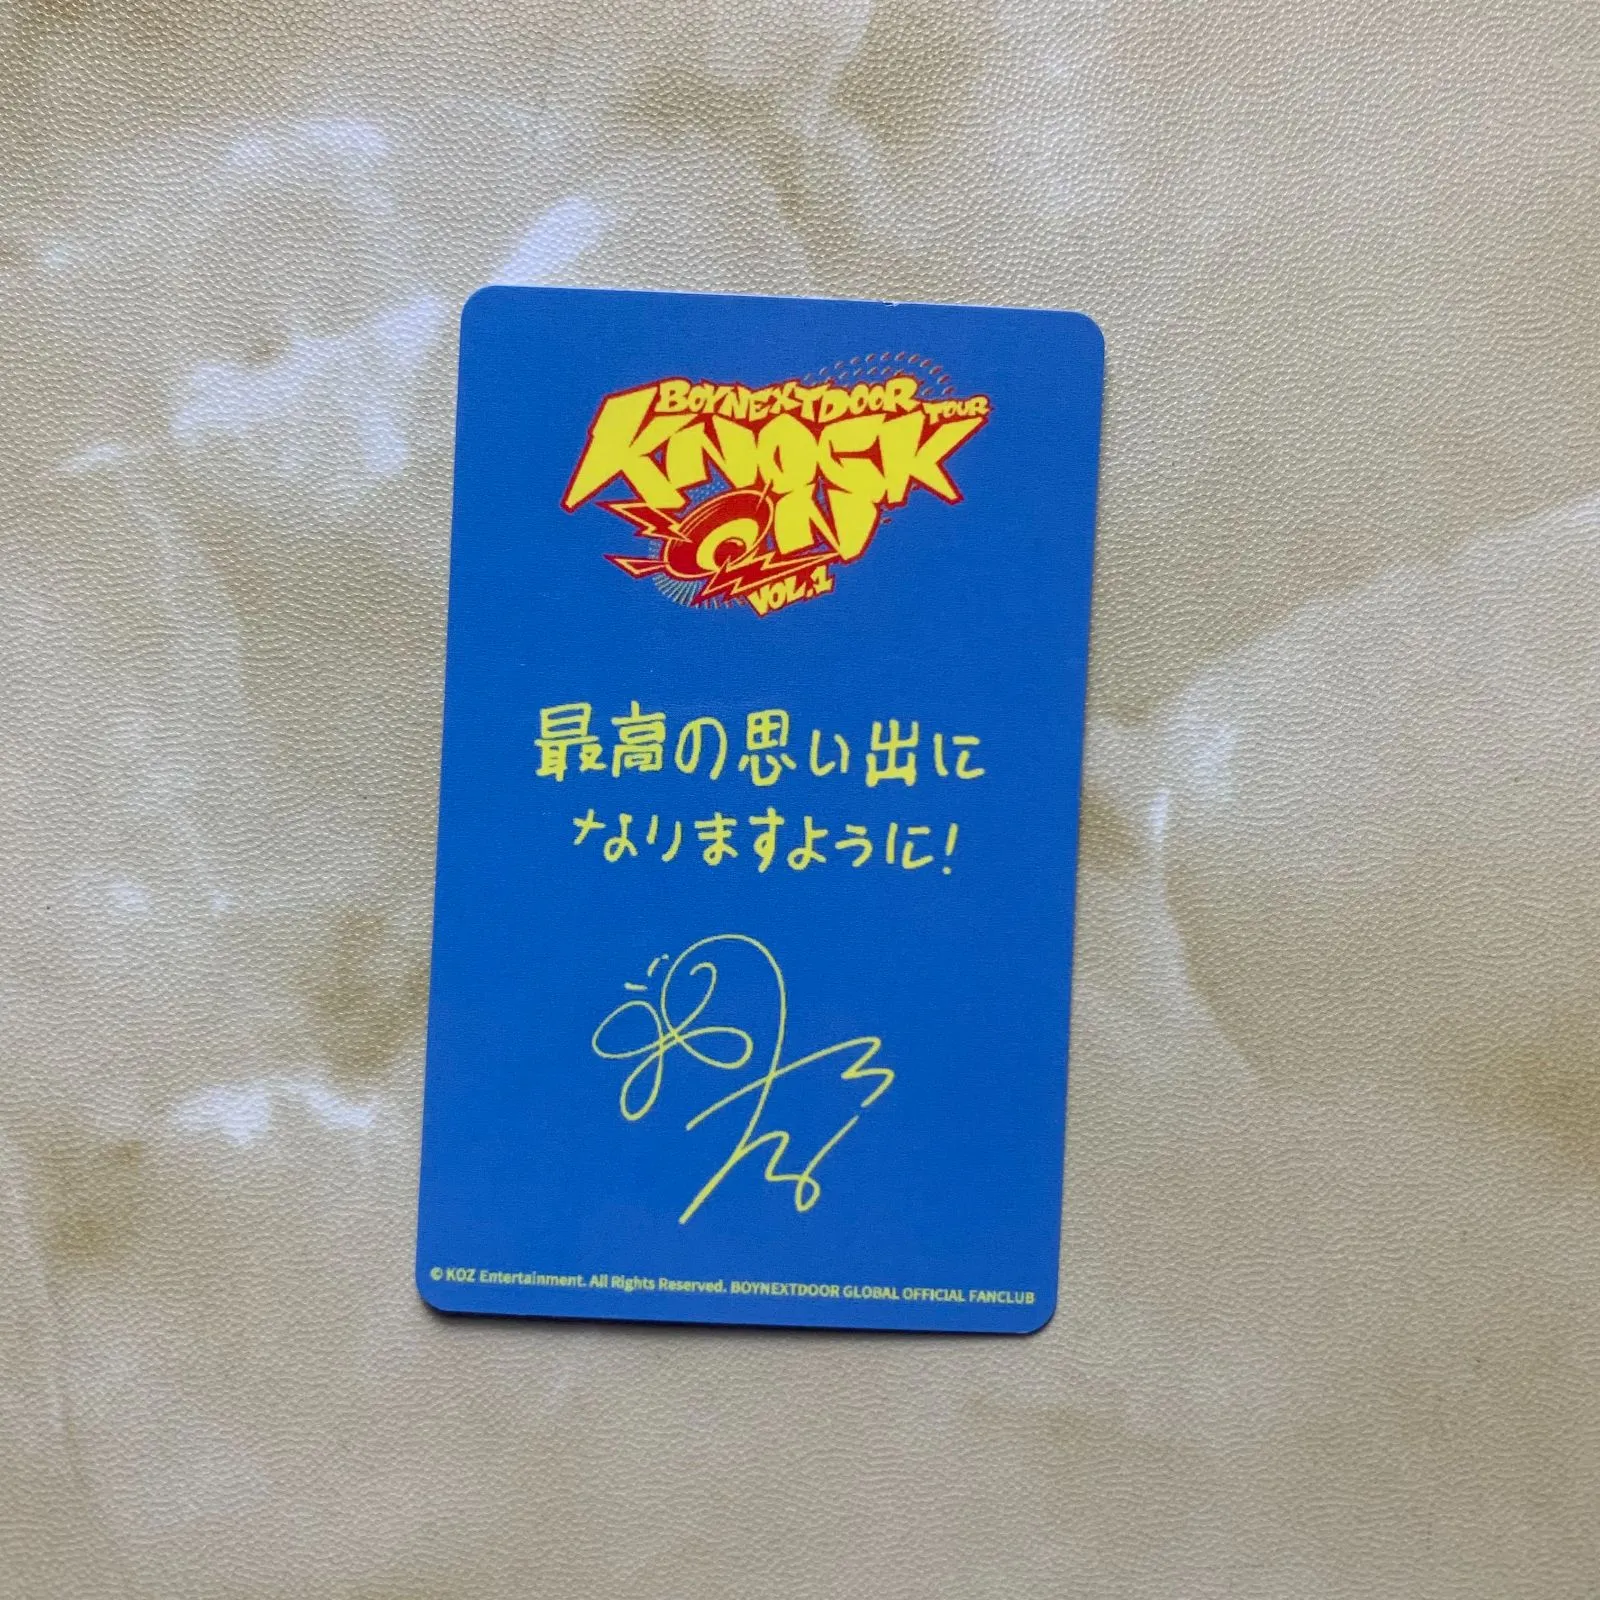 BOYNEXTDOOR TOUR
KNOCK
ON
VOL.1
最高の思い出に
なりますように!
© KOZ Entertainment. All Rights Reserved. BOYNEXTDOOR GLOBAL OFFICIAL FANCLUB